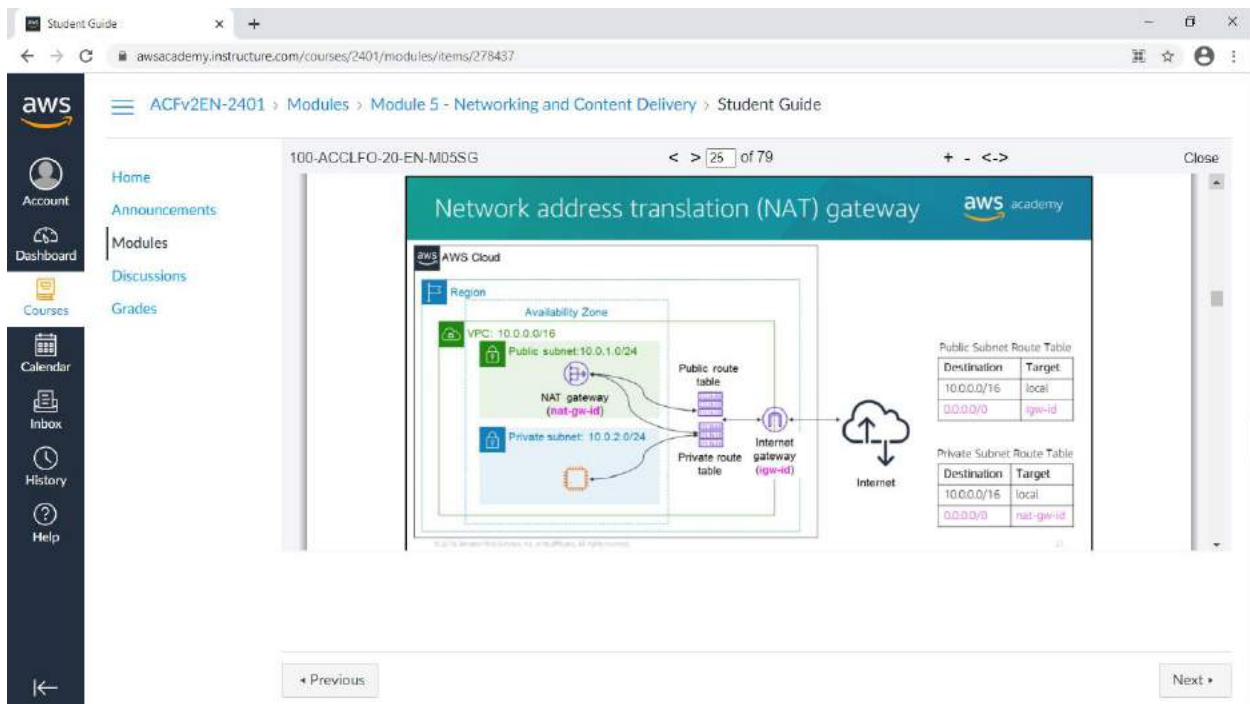 Student Guide
awsacademy.instructure.com/courses/2401/modules/items/278437
aws
ACFv2EN-2401 > Modules > Module 5 - Networking and Content Delivery > Student Guide
Account
Dashboard
Courses
Calendar
Inbox
History
Help
Home
Announcements
Modules
Discussions
Grades
100-ACCLFO-20-EN-M05SG
< > 25 of 79
+ - <->
Close
Network address translation (NAT) gateway
aws academy
aws AWS Cloud
Region
Availability Zone
VPC: 10.0.0.0/16
Public subnet:10.0.1.0/24
NAT gateway
(nat-gw-id)
Private subnet: 10.0.2.0/24
Public route
table
Private route
table
Internet
gateway
(igw-id)
Internet
Public Subnet Route Table
Destination Target
10.0.0.0/16 local
0.0.0.0/0 igw-id
Private Subnet Route Table
Destination Target
10.0.0.0/16 local
0.0.0.0/0 nat-gw-id
Previous
Next